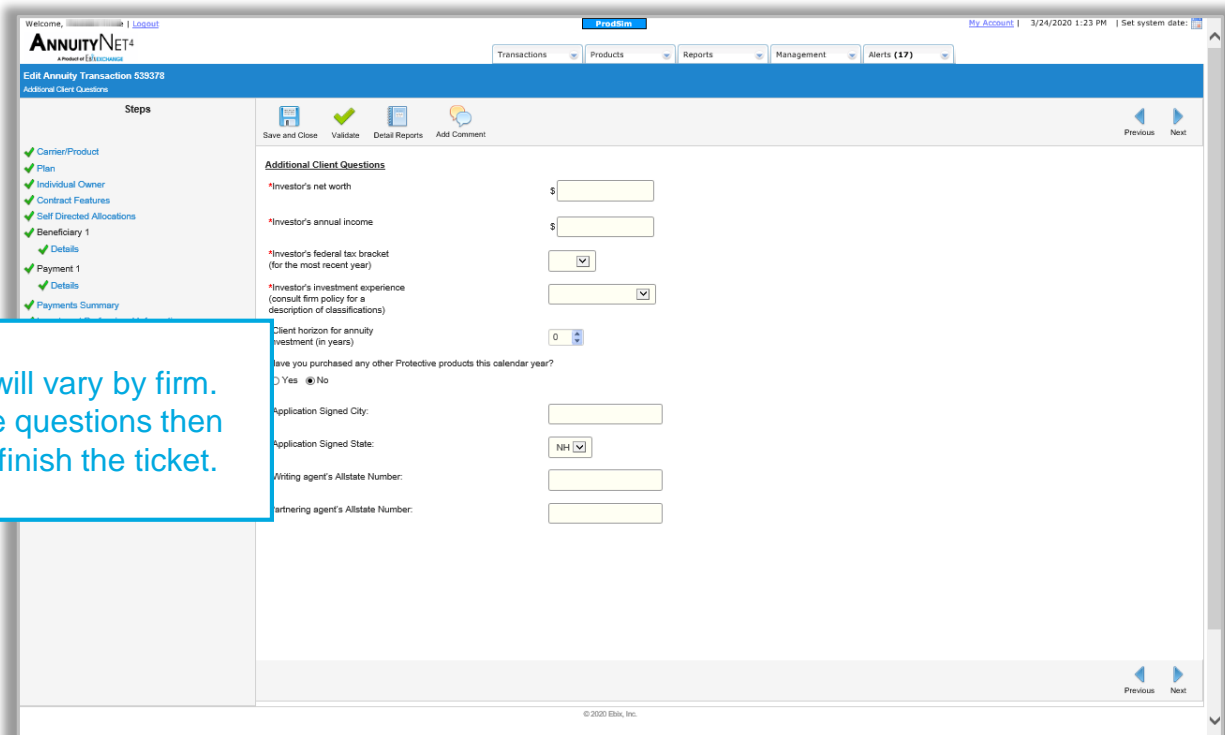 Welcome, | Logout
ProdSim
My Account | 3/24/2020 1:23 PM | Set system date:
ANNUITYNET4
A Product of EbixEXCHANGE
Transactions
Products
Reports
Management
Alerts (17)
Edit Annuity Transaction 539378
Additional Client Questions
Steps
Save and Close
Validate
Detail Reports
Add Comment
Previous
Next
Carrier/Product
Plan
Individual Owner
Contract Features
Self Directed Allocations
Beneficiary 1
Details
Payment 1
Details
Payments Summary
will vary by firm.
questions then
finish the ticket.
Additional Client Questions
*Investor's net worth
$
*Investor's annual income
$
*Investor's federal tax bracket
(for the most recent year)
*Investor's investment experience
(consult firm policy for a
description of classifications)
Client horizon for annuity
investment (in years)
0
Have you purchased any other Protective products this calendar year?
Yes
No
Application Signed City:
Application Signed State:
NH
Writing agent's Allstate Number:
Partnering agent's Allstate Number:
Previous
Next
© 2020 Ebix, Inc.